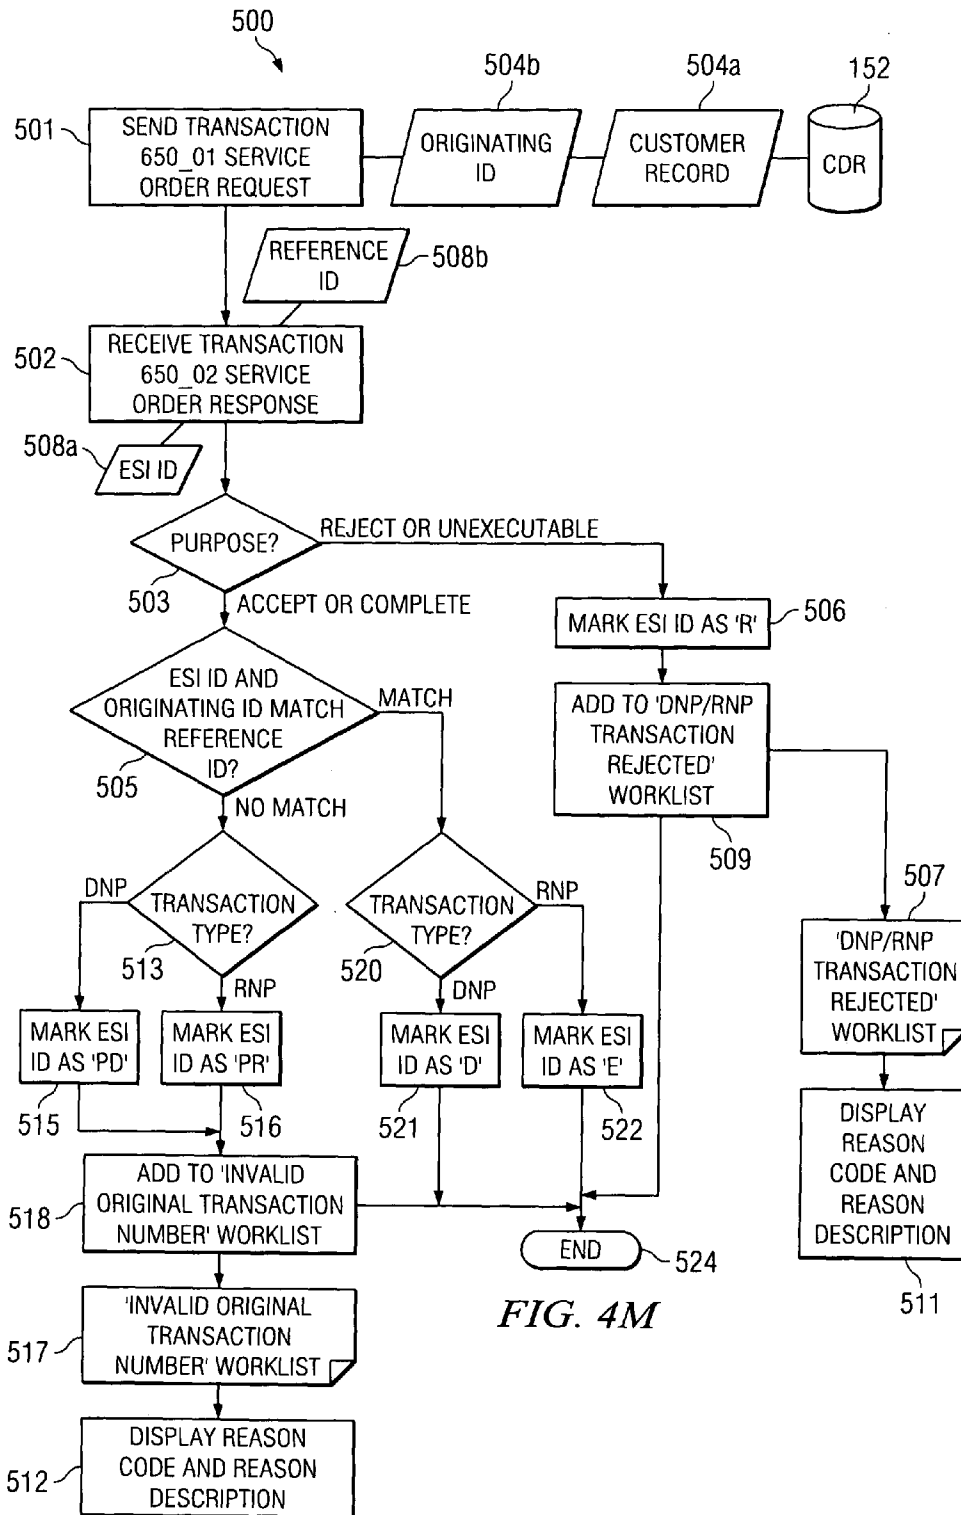 500
504b
504a
152
501
SEND TRANSACTION
650_01 SERVICE
ORDER REQUEST
ORIGINATING
ID
CUSTOMER
RECORD
CDR
REFERENCE
ID
508b
502
RECEIVE TRANSACTION
650_02 SERVICE
ORDER RESPONSE
508a
ESI ID
PURPOSE?
REJECT OR UNEXECUTABLE
503
ACCEPT OR COMPLETE
MARK ESI ID AS 'R'
506
ESI ID AND
ORIGINATING ID MATCH
REFERENCE
ID?
MATCH
505
NO MATCH
ADD TO 'DNP/RNP
TRANSACTION
REJECTED'
WORKLIST
509
DNP
TRANSACTION
TYPE?
513
RNP
TRANSACTION
TYPE?
520
RNP
DNP
507
'DNP/RNP
TRANSACTION
REJECTED'
WORKLIST
MARK ESI
ID AS 'PD'
MARK ESI
ID AS 'PR'
MARK ESI
ID AS 'D'
MARK ESI
ID AS 'E'
515
516
521
522
DISPLAY
REASON
CODE AND
REASON
DESCRIPTION
511
518
ADD TO 'INVALID
ORIGINAL TRANSACTION
NUMBER' WORKLIST
END
524
517
'INVALID ORIGINAL
TRANSACTION
NUMBER' WORKLIST
FIG. 4M
512
DISPLAY REASON
CODE AND REASON
DESCRIPTION